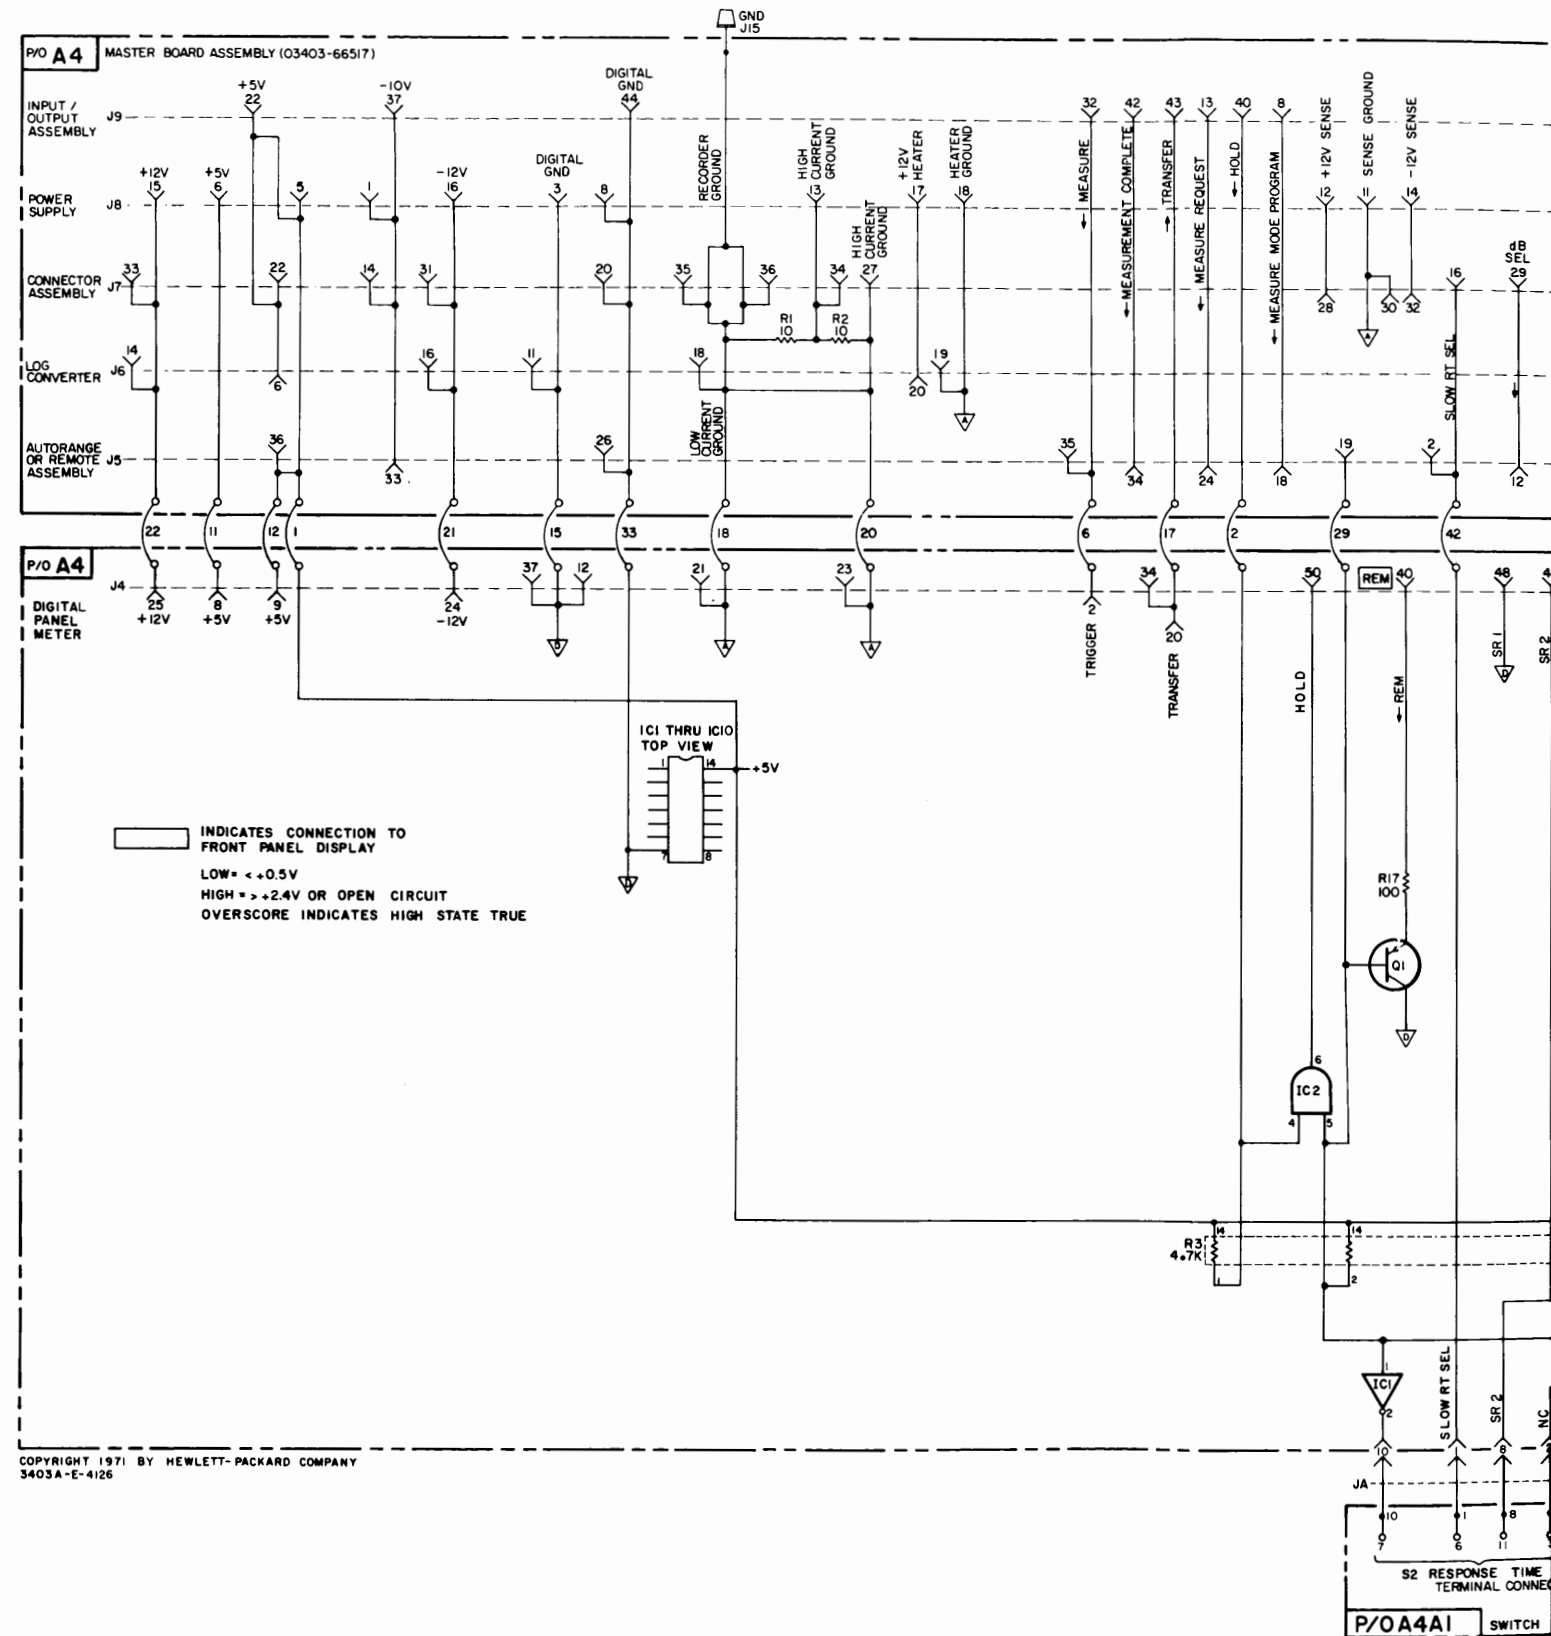 GND
J15
P/O A4 MASTER BOARD ASSEMBLY (03403-66517)
+5V
22
-10V
37
DIGITAL
GND
44
32
42
43
13
40
8
INPUT /
OUTPUT
ASSEMBLY
J9
MEASURE
MEASUREMENT COMPLETE
TRANSFER
MEASURE REQUEST
HOLD
MEASURE MODE PROGRAM
+12V SENSE
SENSE GROUND
-12V SENSE
+12V
15
+5V
6
5
1
-12V
16
DIGITAL
GND
3
8
RECORDER
GROUND
HIGH
CURRENT
GROUND
13
+12V
HEATER
17
HEATER
GROUND
18
12
11
14
POWER
SUPPLY
J8
HIGH
CURRENT
GROUND
27
CONNECTOR
ASSEMBLY
J7
33
22
14
31
20
35
36
34
28
30
32
16
dB
SEL
29
R1
10
R2
10
LOG
CONVERTER
J6
14
6
16
11
18
20
19
A
A
SLOW RT SEL
LOW
CURRENT
GROUND
AUTORANGE
OR REMOTE
ASSEMBLY
J5
36
33
26
35
34
24
18
19
2
12
22
11
12
1
21
15
33
18
20
6
17
2
29
42
P/O A4
J4
DIGITAL
PANEL
METER
25
+12V
8
+5V
9
+5V
24
-12V
37
12
D
21
A
23
A
2
TRIGGER
34
20
TRANSFER
50
HOLD
REM
40
REM
48
SR 1
D
4
SR 2
IC1 THRU IC10
TOP VIEW
1
14
+5V
7
8
D
INDICATES CONNECTION TO
FRONT PANEL DISPLAY
LOW = < +0.5V
HIGH = > +2.4V OR OPEN CIRCUIT
OVERSCORE INDICATES HIGH STATE TRUE
R17
100
Q1
D
6
IC2
4
5
R3
4.7K
14
1
14
2
1
IC1
2
SLOW RT SEL
SR 2
NC
10
1
8
JA
10
1
8
7
6
11
S2 RESPONSE TIME
TERMINAL CONNEC
P/O A4A1 SWITCH
COPYRIGHT 1971 BY HEWLETT-PACKARD COMPANY
3403A-E-4126